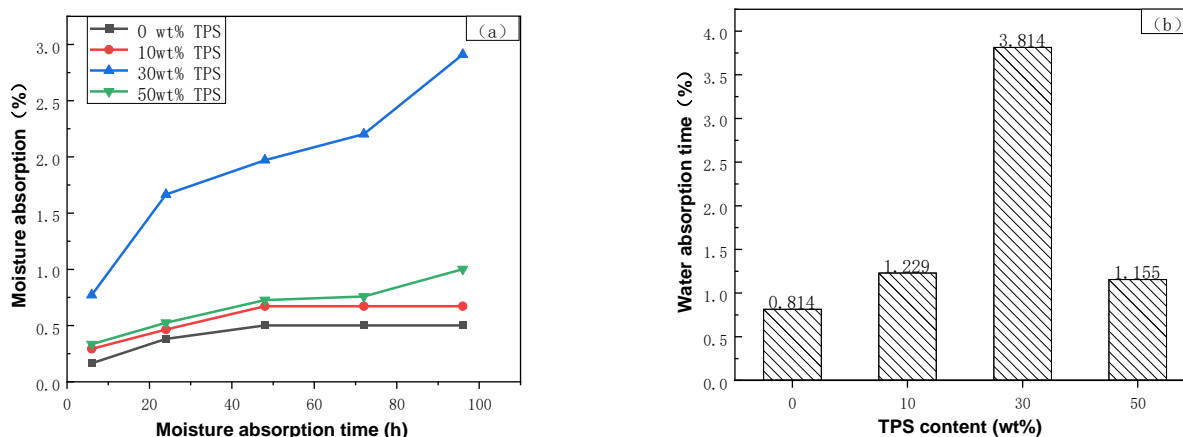 (a)
0 wt% TPS
10wt% TPS
30wt% TPS
50wt% TPS
3.0
2.5
2.0
1.5
1.0
0.5
0.0
0 20 40 60 80 100
Moisture absorption (%)
Moisture absorption time (h)
(b)
4.0
3.5
3.0
2.5
2.0
1.5
1.0
0.5
0.0
0.814
1.229
3.814
1.155
0 10 30 50
Water absorption time (%)
TPS content (wt%)